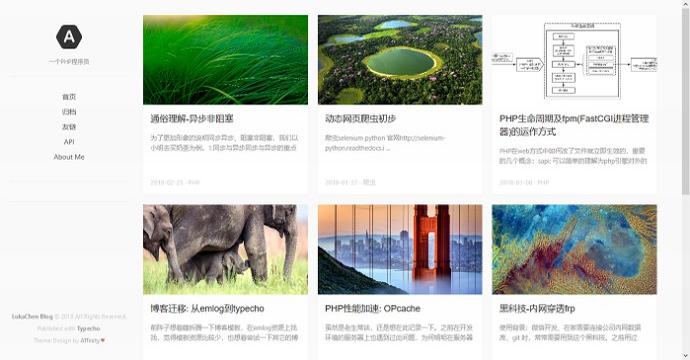 A
一个PHP程序员
首页
归档
友链
API
About Me
LukaChen Blog © 2018 All Rights Reserved.
Published with Typecho
Theme Design by Affinity
通俗理解-异步非阻塞
为了更加形象的说明同步异步、阻塞非阻塞，我们以
小明去买奶茶为例。1.同步与异步同步与异步的重点
2018-02-23 · PHP
动态网页爬虫初步
爬虫selenium python 官网http://selenium-
python.readthedocs.i ...
2018-01-27 · 爬虫
PHP生命周期及fpm(FastCGI进程管理
器)的运作方式
PHP在web方式中如何改了文件就立即生效的，重要
的几个概念：sapi: 可以简单的理解为php引擎对外的
2018-01-08 · PHP
博客迁移: 从emlog到typecho
前阵子想着翻新一下博客模板，在emlog资源上找
找，觉得模板资源比较少，也想着尝试一下其它的博
PHP性能加速: OPcache
虽说是老生常谈，还是想在此记录一下。之前在开发
环境的服务器上也遇到过此问题，为何明明在服务器
黑科技-内网穿透frp
使用背景：微信开发，在家需要连接公司内网数据
发、git 时，常常需要用到这个黑科技。之前用过